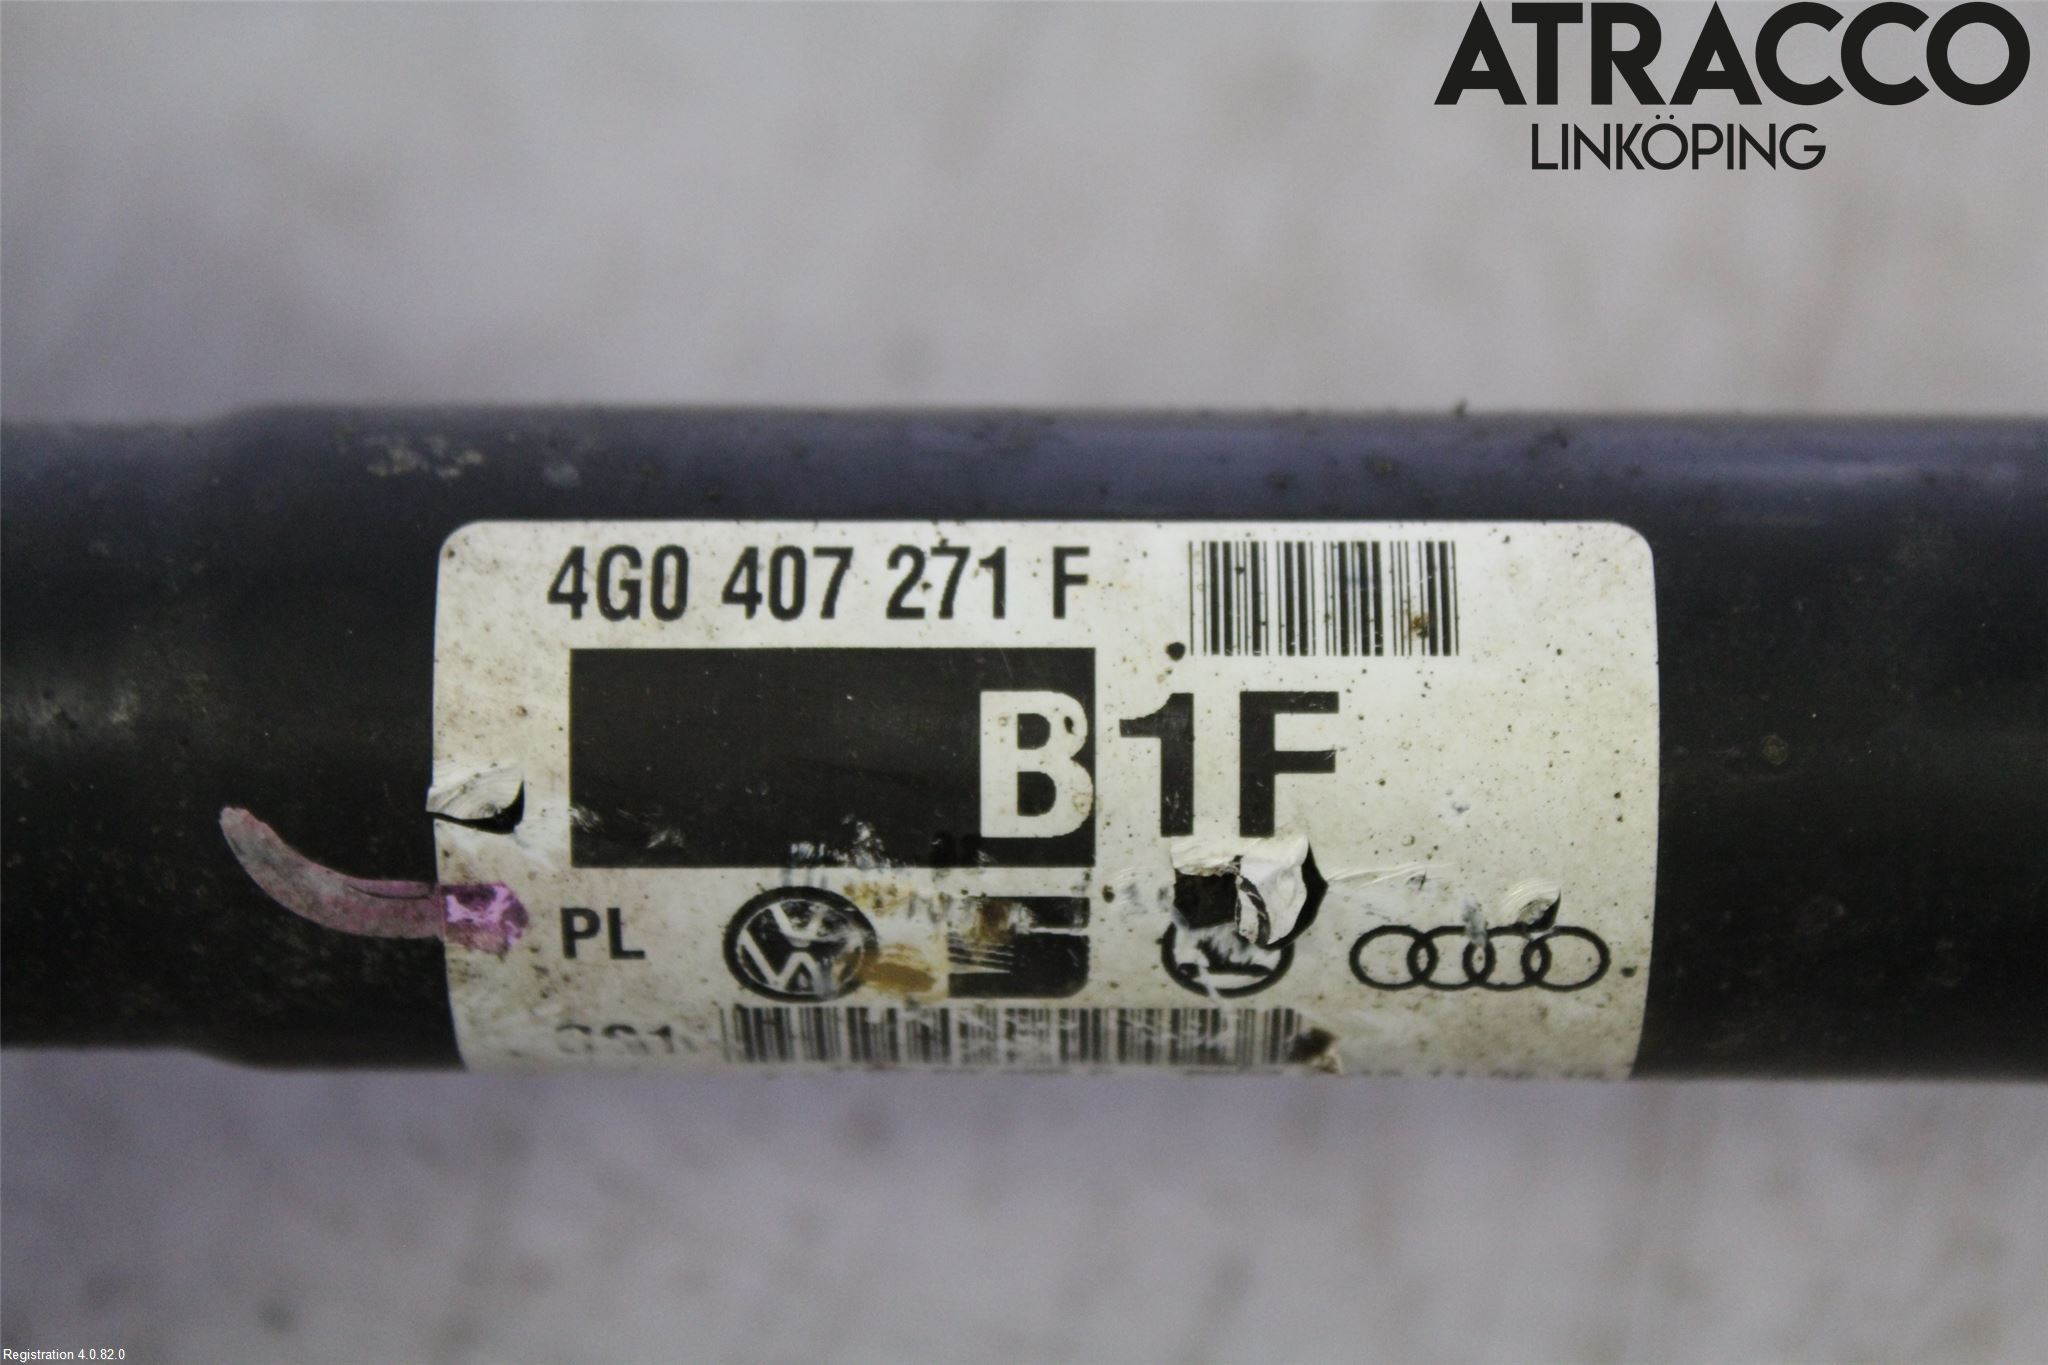 ATRACCO
LINKÖPING
4G0 407 271 F
B1F
PL
Registration 4.0.82.0